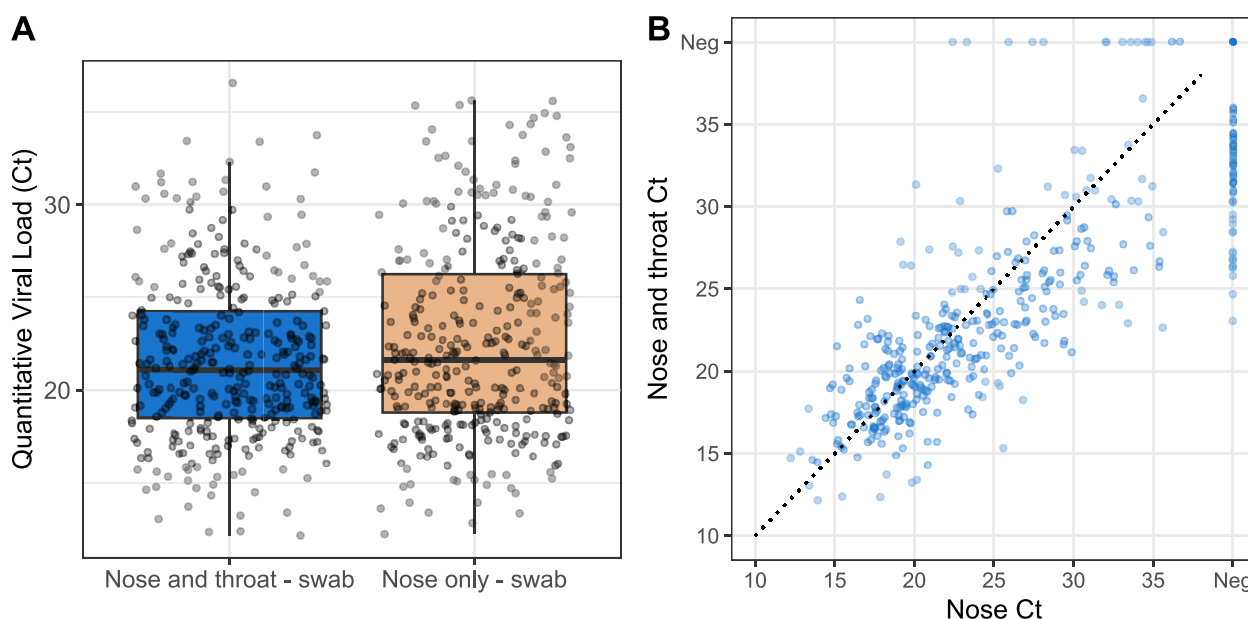 A
Quantitative Viral Load (Ct)
30
20
Nose and throat - swab
Nose only - swab
B
Nose and throat Ct
Neg
35
30
25
20
15
10
10
15
20
25
30
35
Neg
Nose Ct